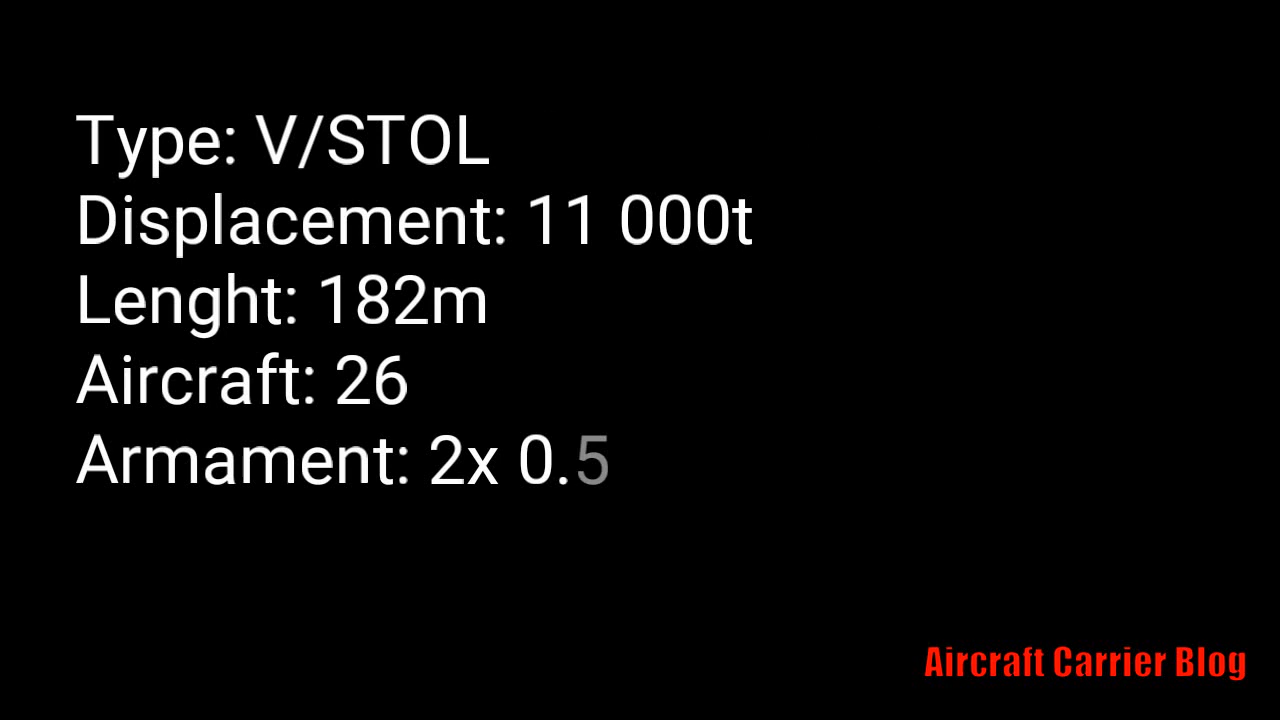 Type: V/STOL
Displacement: 11 000t
Lenght: 182m
Aircraft: 26
Armament: 2x 0.5
Aircraft Carrier Blog